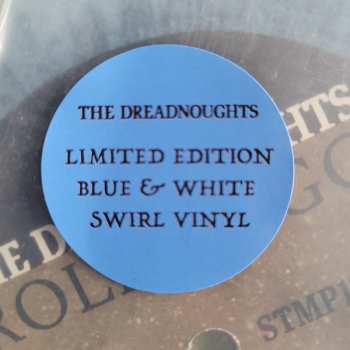 THE DREADNOUGHTS
LIMITED EDITION
BLUE & WHITE
SWIRL VINYL